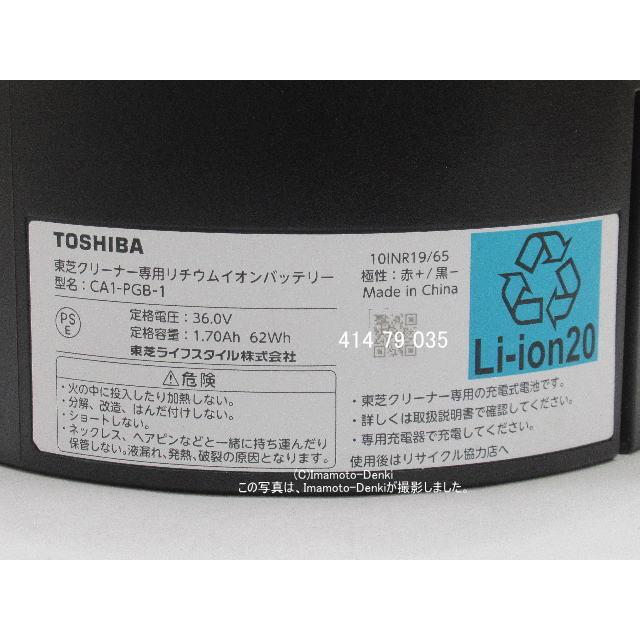 TOSHIBA
東芝クリーナー専用リチウムイオンバッテリー
型名：CA1-PGB-1
PS
E
定格電圧：36.0V
定格容量：1.70Ah 62Wh
東芝ライフスタイル株式会社
⚠危険
・火の中に投入したり加熱しない。
・分解、改造、はんだ付けしない。
・ショートしない。
・ネックレス、ヘアピンなどと一緒に持ち運んだり
保管しない。液漏れ、発熱、破裂の原因となります。
10INR19/65
極性：赤+/黒−
Made in China
414 79 035
Li-ion20
・東芝クリーナー専用の充電式電池です。
・詳しくは取扱説明書で確認してください。
・専用充電器で充電してください。
使用後はリサイクル協力店へ
(C)Imamoto-Denki
この写真は、Imamoto-Denkiが撮影しました。